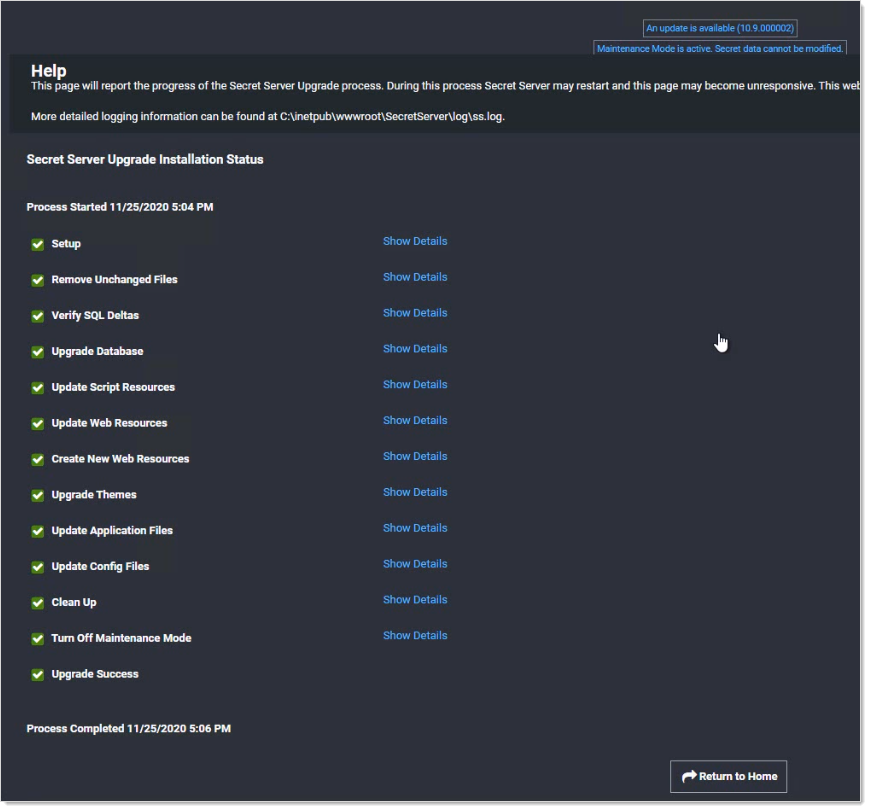 An update is available (10.9.000002)
Maintenance Mode is active. Secret data cannot be modified.
Help
This page will report the progress of the Secret Server Upgrade process. During this process Secret Server may restart and this page may become unresponsive. This web
More detailed logging information can be found at C:\inetpub\wwwroot\SecretServer\log\ss.log.
Secret Server Upgrade Installation Status
Process Started 11/25/2020 5:04 PM
Setup Show Details
Remove Unchanged Files Show Details
Verify SQL Deltas Show Details
Upgrade Database Show Details
Update Script Resources Show Details
Update Web Resources Show Details
Create New Web Resources Show Details
Upgrade Themes Show Details
Update Application Files Show Details
Update Config Files Show Details
Clean Up Show Details
Turn Off Maintenance Mode Show Details
Upgrade Success
Process Completed 11/25/2020 5:06 PM
Return to Home